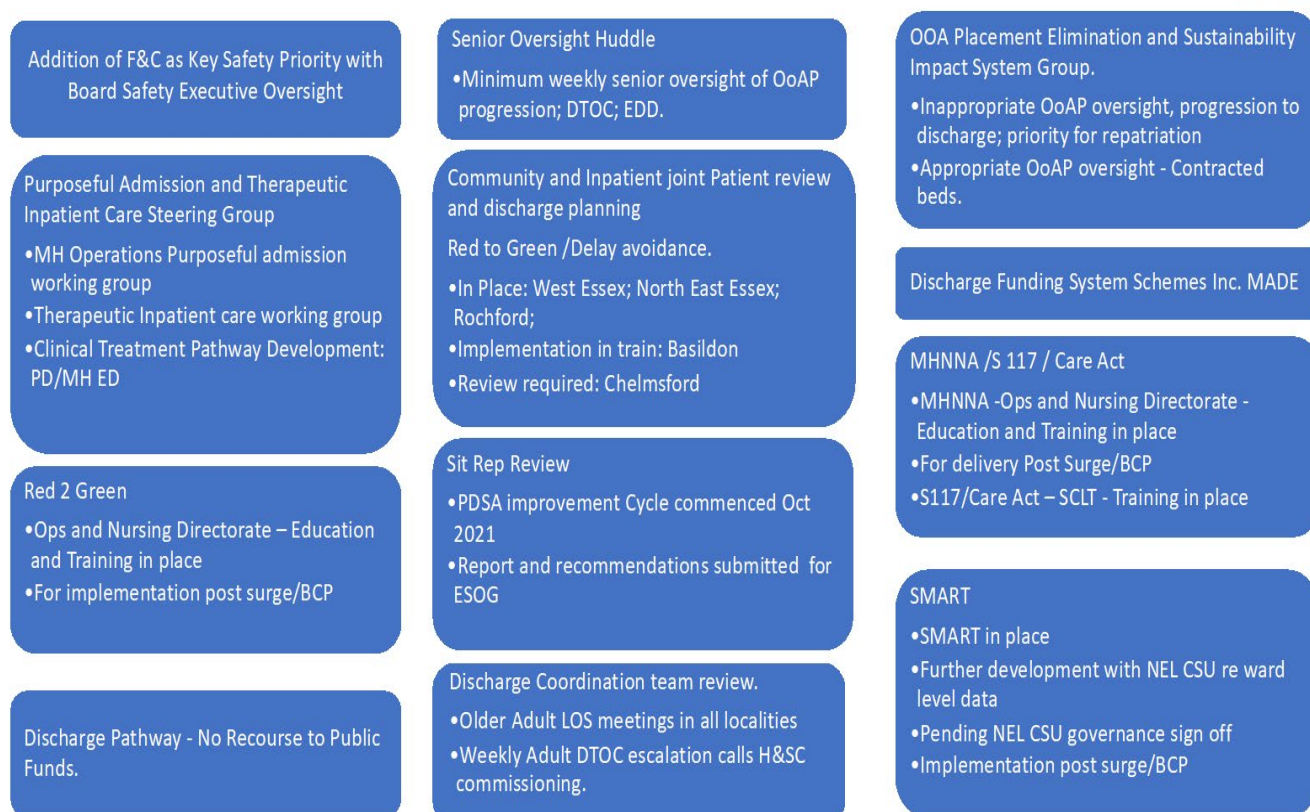 Addition of F&C as Key Safety Priority with
Board Safety Executive Oversight
Purposeful Admission and Therapeutic
Inpatient Care Steering Group
•MH Operations Purposeful admission
working group
•Therapeutic Inpatient care working group
•Clinical Treatment Pathway Development:
PD/MH ED
Red 2 Green
•Ops and Nursing Directorate – Education
and Training in place
•For implementation post surge/BCP
Discharge Pathway - No Recourse to Public
Funds.
Senior Oversight Huddle
•Minimum weekly senior oversight of OoAP
progression; DTOC; EDD.
Community and Inpatient joint Patient review
and discharge planning
Red to Green /Delay avoidance.
•In Place: West Essex; North East Essex;
Rochford;
•Implementation in train: Basildon
•Review required: Chelmsford
Sit Rep Review
•PDSA improvement Cycle commenced Oct
2021
•Report and recommendations submitted  for
ESOG
Discharge Coordination team review.
•Older Adult LOS meetings in all localities
•Weekly Adult DTOC escalation calls H&SC
commissioning.
OOA Placement Elimination and Sustainability
Impact System Group.
•Inappropriate OoAP oversight, progression to
discharge; priority for repatriation
•Appropriate OoAP oversight - Contracted
beds.
Discharge Funding System Schemes Inc. MADE
MHNNA /S 117 / Care Act
•MHNNA -Ops and Nursing Directorate -
Education and Training in place
•For delivery Post Surge/BCP
•S117/Care Act – SCLT - Training in place
SMART
•SMART in place
•Further development with NEL CSU re ward
level data
•Pending NEL CSU governance sign off
•Implementation post surge/BCP